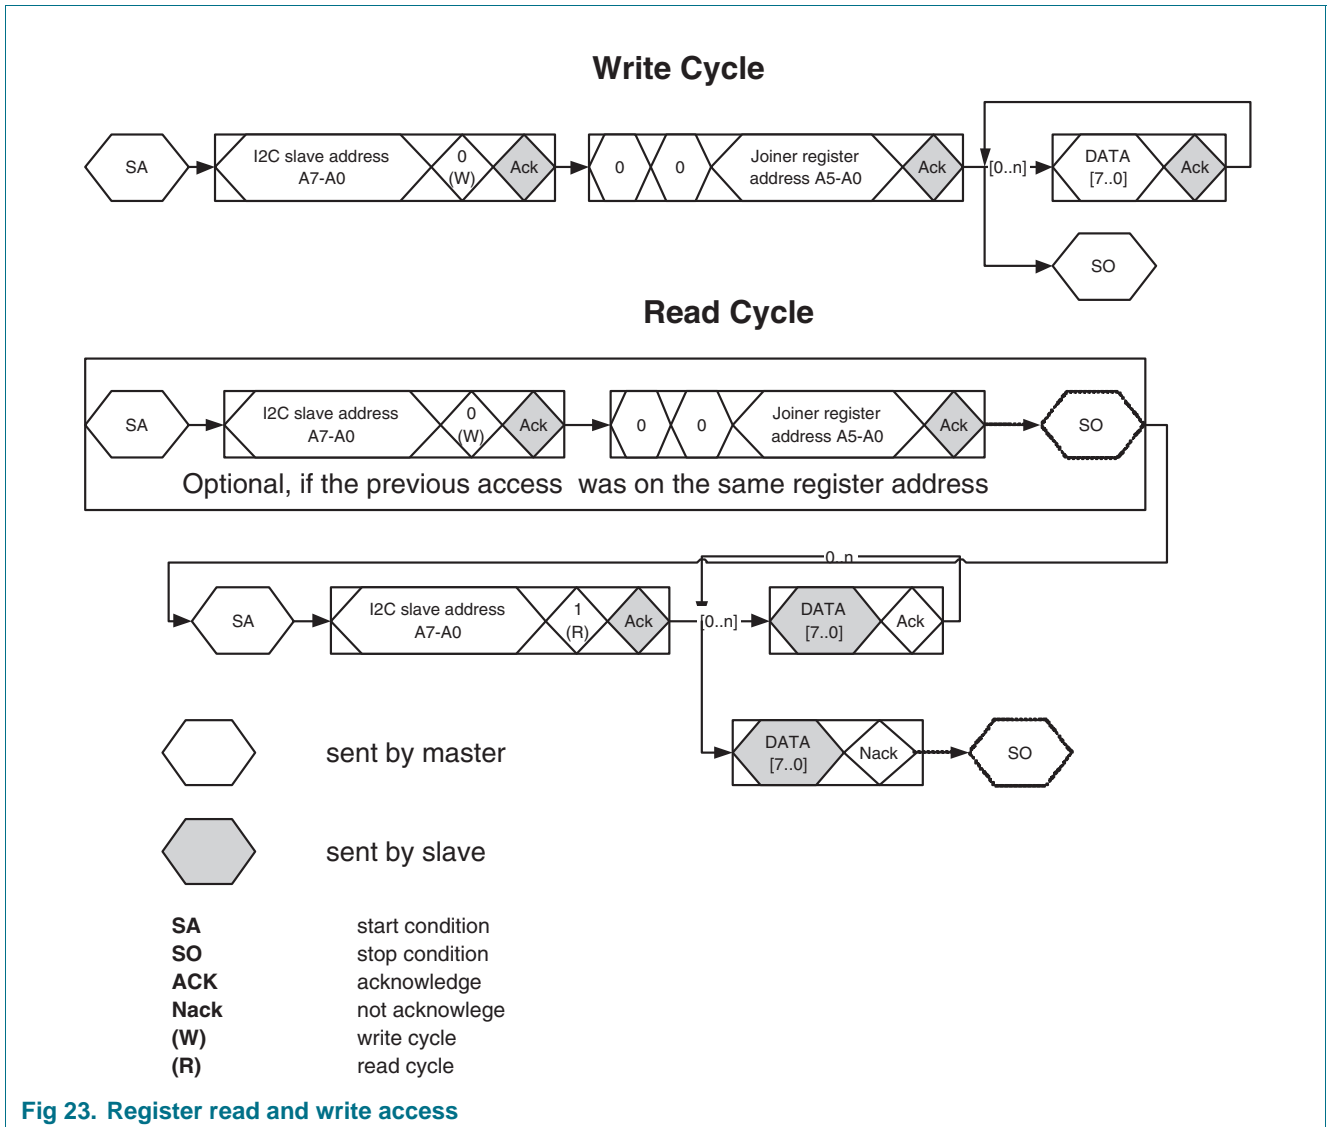 Write Cycle
SA
I2C slave address
A7-A0
0
(W)
Ack
0
0
Joiner register
address A5-A0
Ack
[0..n]
DATA
[7..0]
Ack
SO
Read Cycle
SA
I2C slave address
A7-A0
0
(W)
Ack
0
0
Joiner register
address A5-A0
Ack
SO
Optional, if the previous access was on the same register address
0..n
SA
I2C slave address
A7-A0
1
(R)
Ack
[0..n]
DATA
[7..0]
Ack
DATA
[7..0]
Nack
SO
sent by master
sent by slave
SA start condition
SO stop condition
ACK acknowledge
Nack not acknowlege
(W) write cycle
(R) read cycle
Fig 23. Register read and write access